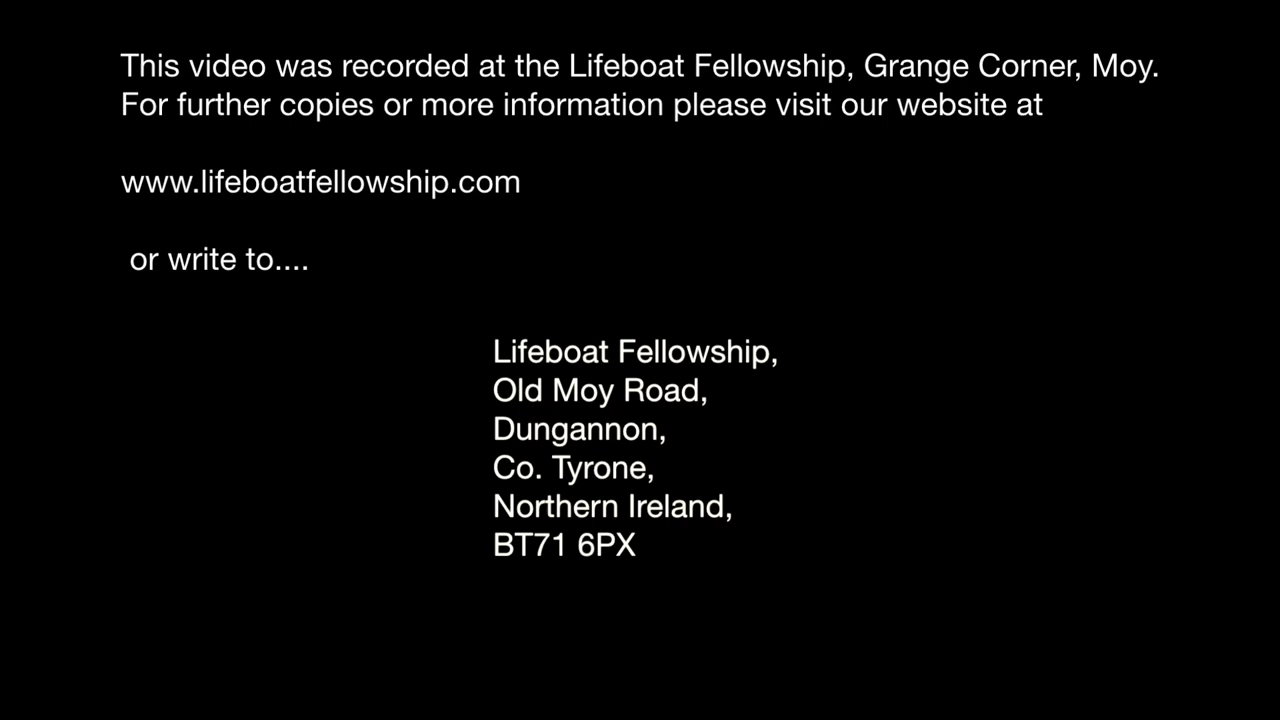 This video was recorded at the Lifeboat Fellowship, Grange Corner, Moy.
For further copies or more information please visit our website at
www.lifeboatfellowship.com
or write to....
Lifeboat Fellowship,
Old Moy Road,
Dungannon,
Co. Tyrone,
Northern Ireland,
BT71 6PX